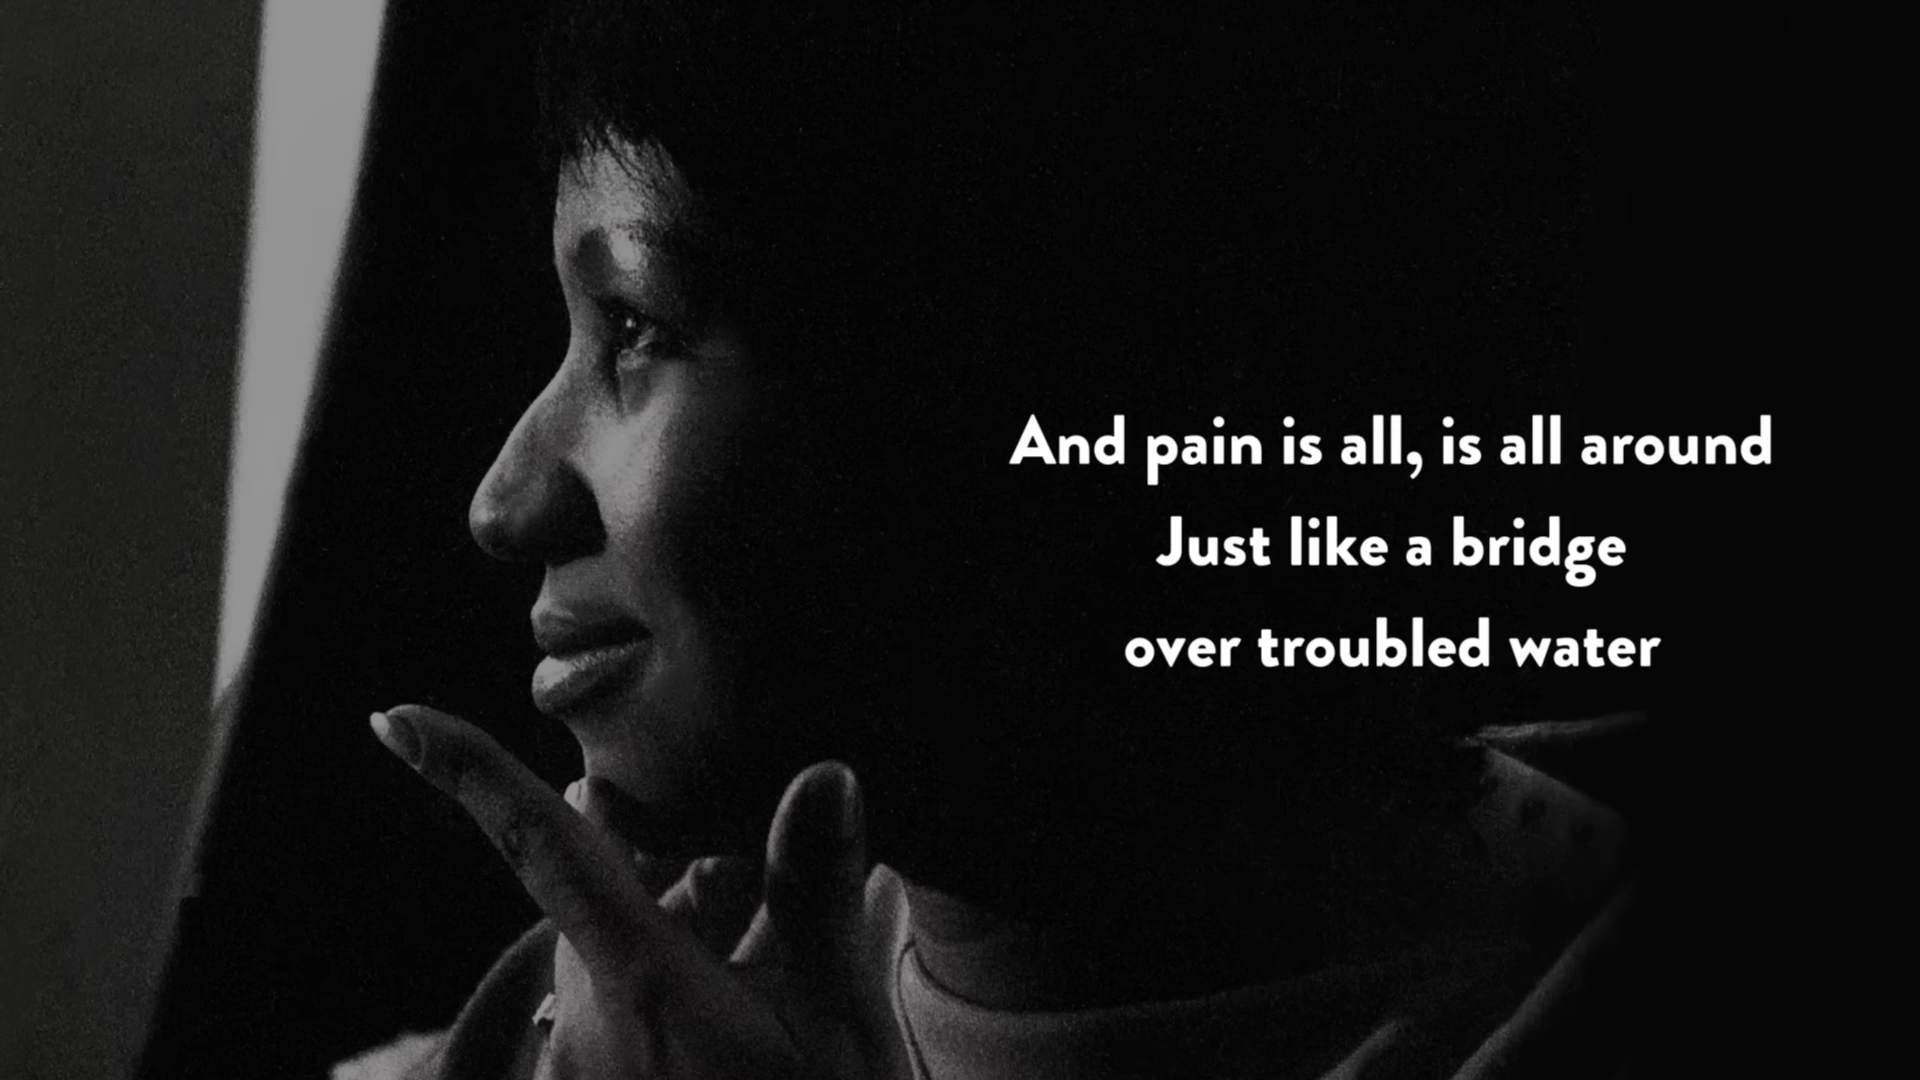 And pain is all, is all around
Just like a bridge
over troubled water